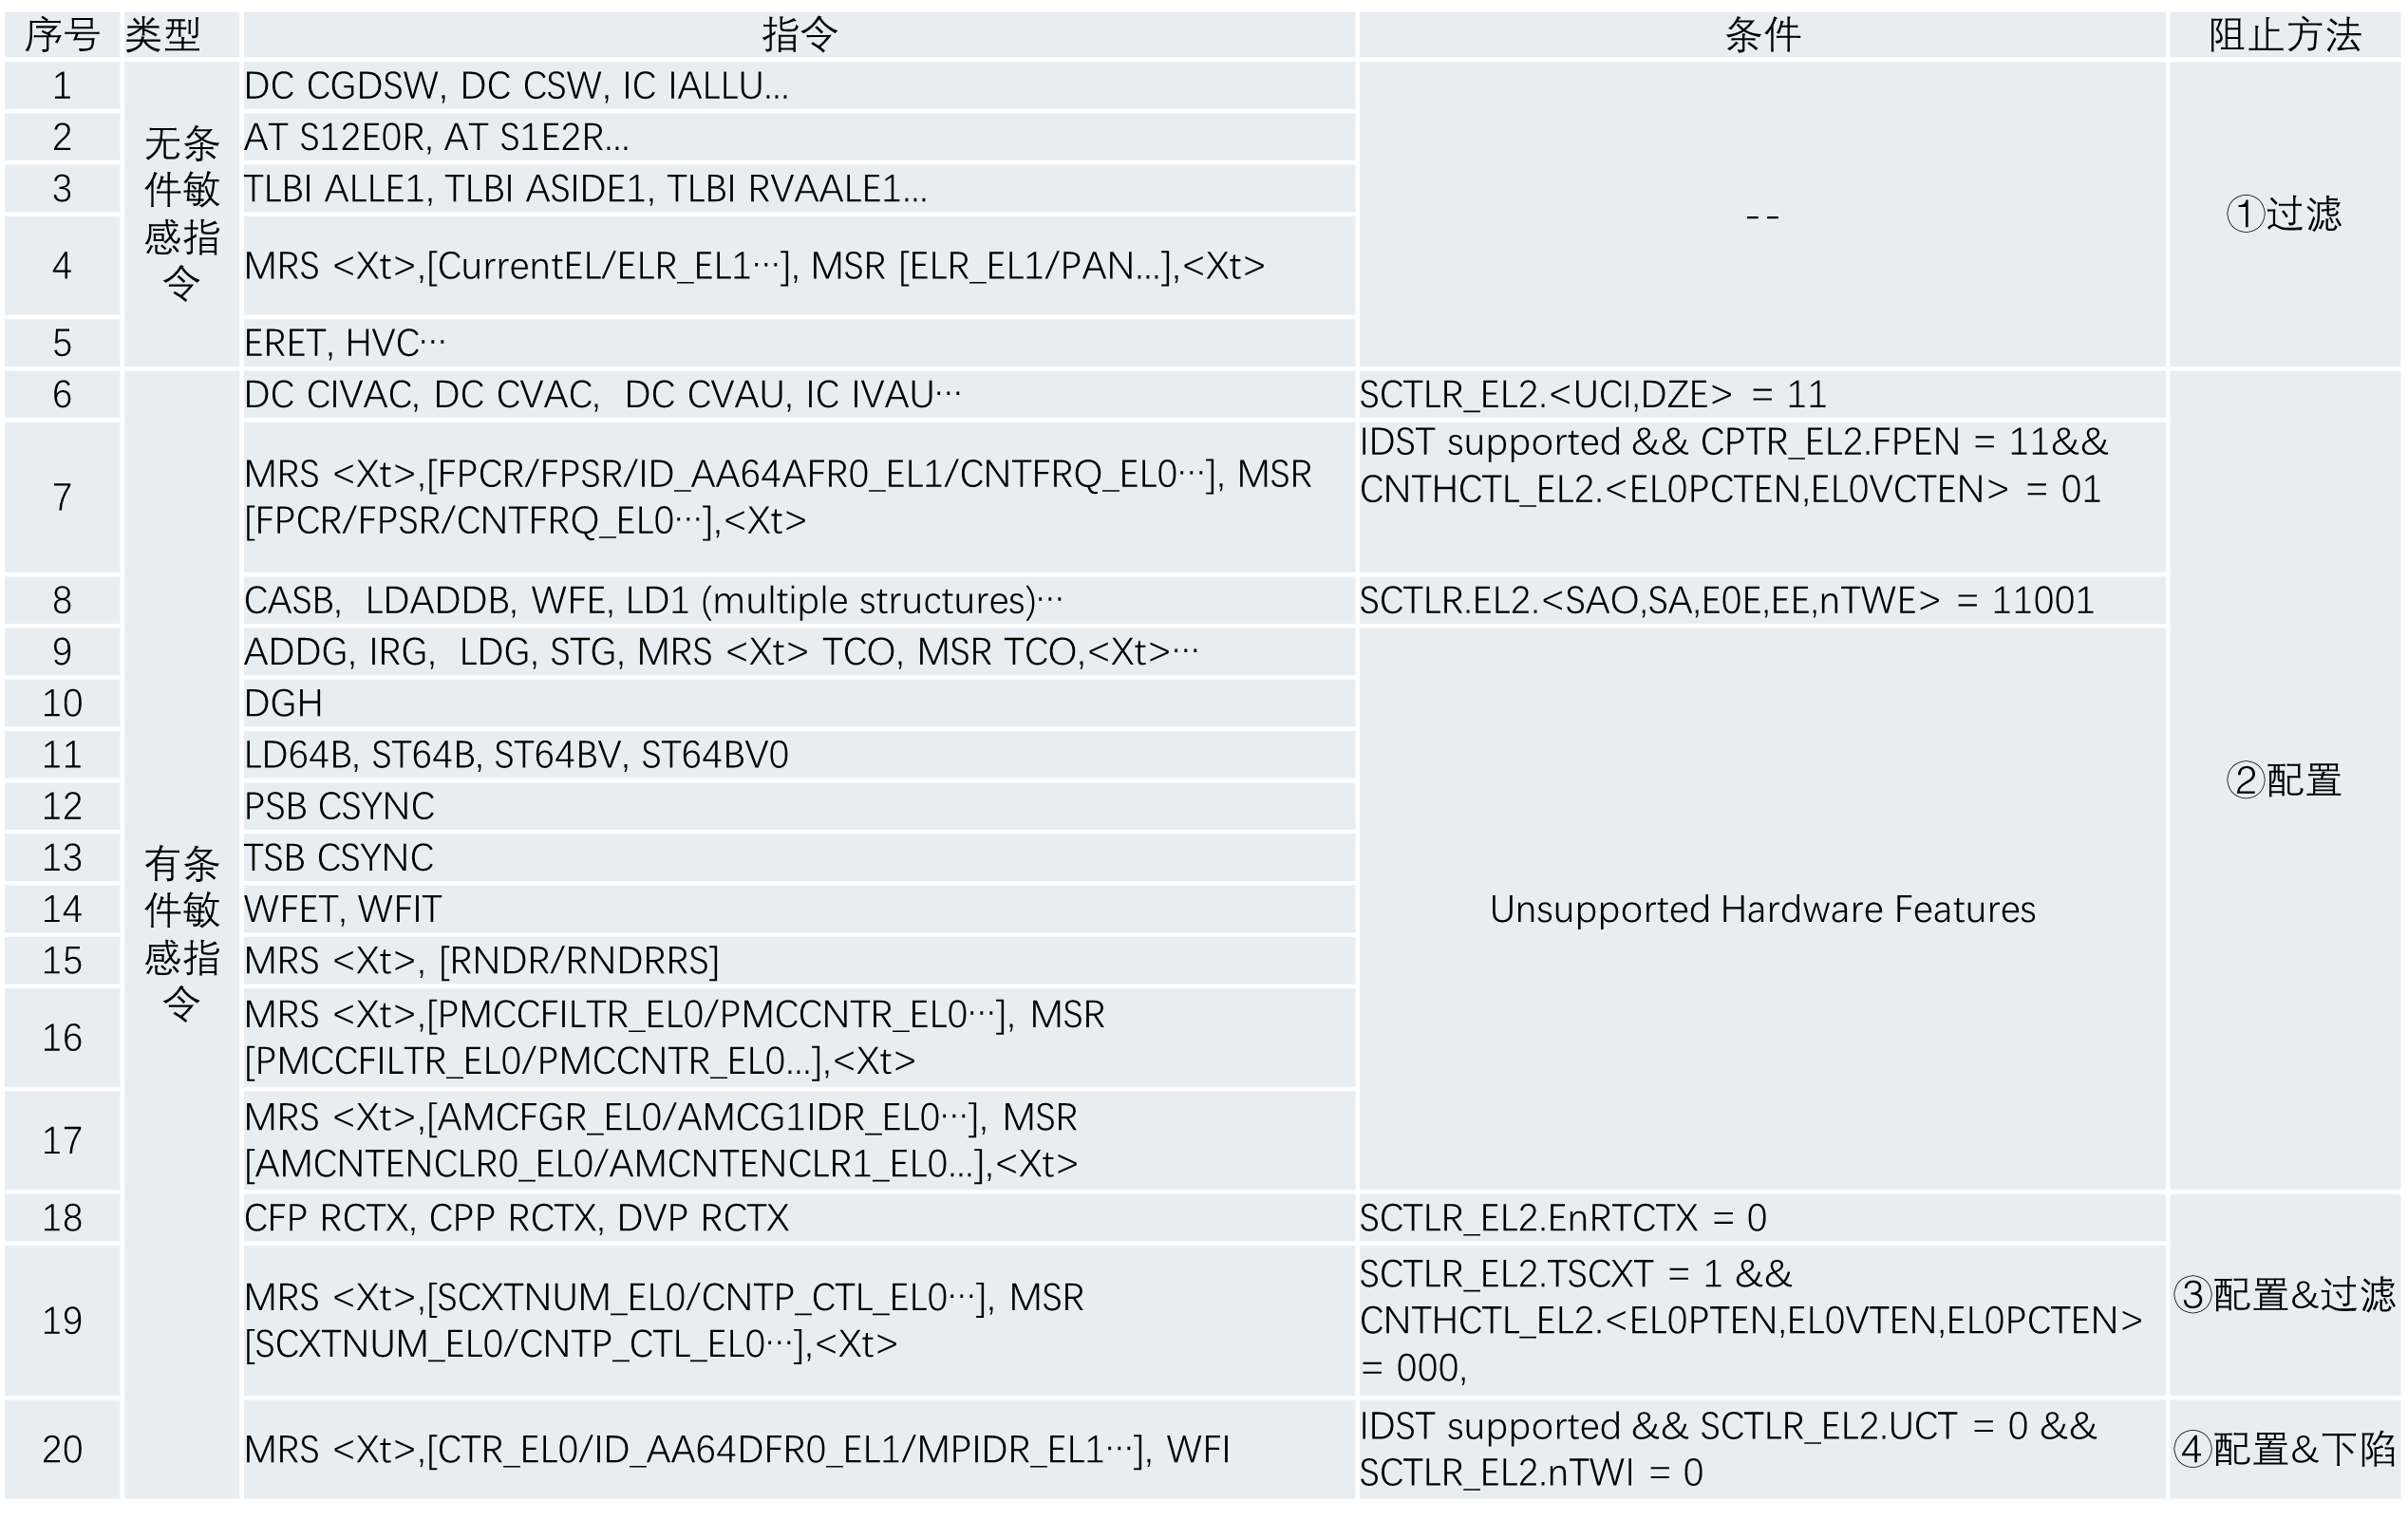 序号 类型 指令 条件 阻止方法
1 DC CGDSW, DC CSW, IC IALLU...
2 AT S12E0R, AT S1E2R...
3 TLBI ALLE1, TLBI ASIDE1, TLBI RVAALE1...
4 MRS <Xt>,[CurrentEL/ELR_EL1···], MSR [ELR_EL1/PAN...],<Xt>
5 ERET, HVC···
无条
件敏
感指
令
--
①过滤
6 DC CIVAC, DC CVAC,  DC CVAU, IC IVAU··· SCTLR_EL2.<UCI,DZE> = 11
7
MRS <Xt>,[FPCR/FPSR/ID_AA64AFR0_EL1/CNTFRQ_EL0···], MSR
[FPCR/FPSR/CNTFRQ_EL0···],<Xt>
IDST supported && CPTR_EL2.FPEN = 11&&
CNTHCTL_EL2.<EL0PCTEN,EL0VCTEN> = 01
8 CASB,  LDADDB, WFE, LD1 (multiple structures)··· SCTLR.EL2.<SAO,SA,E0E,EE,nTWE> = 11001
9 ADDG, IRG,  LDG, STG, MRS <Xt> TCO, MSR TCO,<Xt>···
10 DGH
11 LD64B, ST64B, ST64BV, ST64BV0
12 PSB CSYNC
13 TSB CSYNC
14 WFET, WFIT
15 MRS <Xt>, [RNDR/RNDRRS]
16
MRS <Xt>,[PMCCFILTR_EL0/PMCCNTR_EL0···], MSR
[PMCCFILTR_EL0/PMCCNTR_EL0...],<Xt>
17
MRS <Xt>,[AMCFGR_EL0/AMCG1IDR_EL0···], MSR
[AMCNTENCLR0_EL0/AMCNTENCLR1_EL0...],<Xt>
Unsupported Hardware Features
②配置
有条
件敏
感指
令
18 CFP RCTX, CPP RCTX, DVP RCTX SCTLR_EL2.EnRTCTX = 0
19
MRS <Xt>,[SCXTNUM_EL0/CNTP_CTL_EL0···], MSR
[SCXTNUM_EL0/CNTP_CTL_EL0···],<Xt>
SCTLR_EL2.TSCXT = 1 &&
CNTHCTL_EL2.<EL0PTEN,EL0VTEN,EL0PCTEN>
= 000,
③配置&过滤
20 MRS <Xt>,[CTR_EL0/ID_AA64DFR0_EL1/MPIDR_EL1···], WFI
IDST supported && SCTLR_EL2.UCT = 0 &&
SCTLR_EL2.nTWI = 0
④配置&下陷